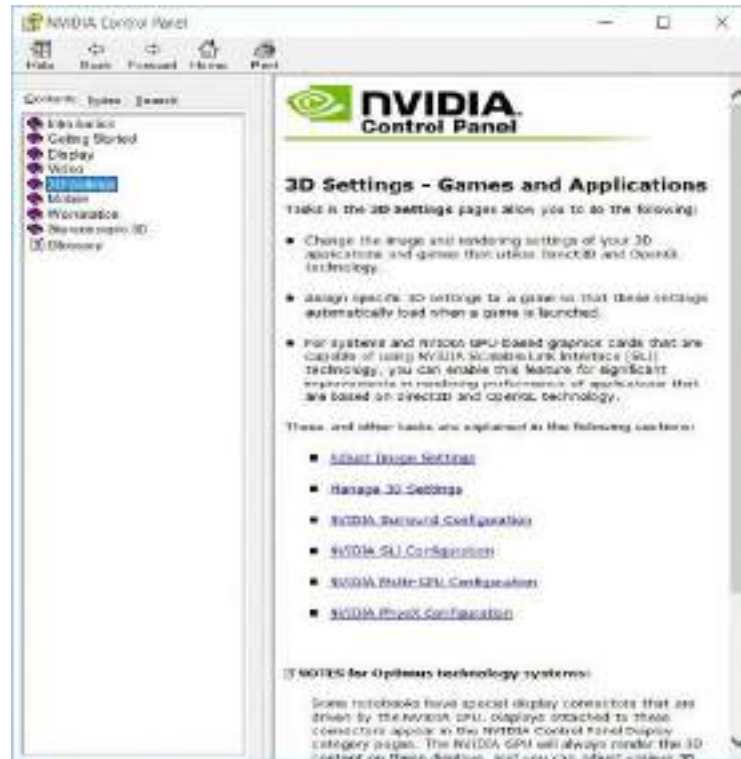 NVIDIA Control Panel
Help Back Forward Home Print
Contents Index Search
Introduction
Getting Started
Display
Video
3D Settings
Mobile
Workstation
Stereoscopic 3D
Glossary
NVIDIA.
Control Panel
3D Settings - Games and Applications
Tasks in the 3D Settings pages allow you to do the following:
Change the image and rendering settings of your 3D
applications and games that utilize Direct3D and OpenGL
technology.
Assign specific 3D settings to a game so that these settings
automatically load when a game is launched.
For systems and NVIDIA GPU-based graphics cards that are
capable of using NVIDIA Scalable Link Interface (SLI)
technology, you can enable this feature for significant
improvements in rendering performance of applications that
are based on Direct3D and OpenGL technology.
These and other tasks are explained in the following sections:
Adjust Image Settings
Manage 3D Settings
NVIDIA Surround Configuration
NVIDIA SLI Configuration
NVIDIA Multi-GPU Configuration
NVIDIA PhysX Configuration
NOTES for Optimus technology systems:
Some notebooks have special display connectors that are
driven by the NVIDIA GPU. Displays attached to these
connectors appear in the NVIDIA Control Panel Display
category pages. The NVIDIA GPU will always render the 3D
content on these displays, and you can adjust various 3D